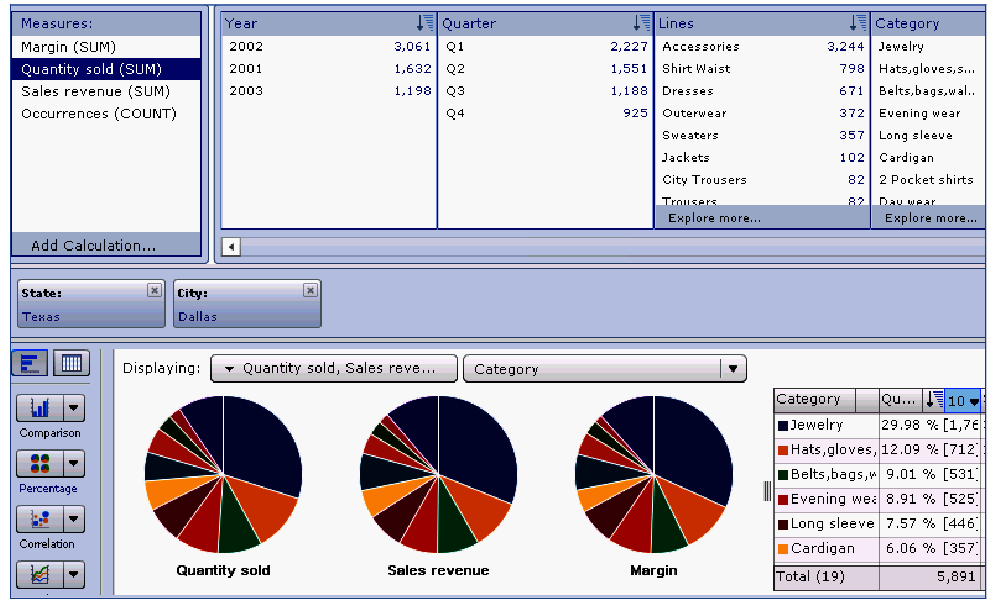 Measures:
Margin (SUM)
Quantity sold (SUM)
Sales revenue (SUM)
Occurrences (COUNT)
Add Calculation...
Year
2002 3,061
2001 1,632
2003 1,198
Quarter
Q1 2,227
Q2 1,551
Q3 1,188
Q4 925
Lines
Accessories 3,244
Shirt Waist 798
Dresses 671
Outerwear 372
Sweaters 357
Jackets 102
City Trousers 82
Trousers 82
Explore more...
Category
Jewelry
Hats,gloves,s...
Belts,bags,wal..
Evening wear
Long sleeve
Cardigan
2 Pocket shirts
Day wear
Explore more...
State:
Texas
City:
Dallas
Displaying: Quantity sold, Sales reve... Category
Comparison
Percentage
Correlation
Quantity sold
Sales revenue
Margin
Category Qu... 10
Jewelry 29.98 % [1,76
Hats,gloves, 12.09 % [712]
Belts,bags,w 9.01 % [531]
Evening wea 8.91 % [525]
Long sleeve 7.57 % [446]
Cardigan 6.06 % [357]
Total (19) 5,891